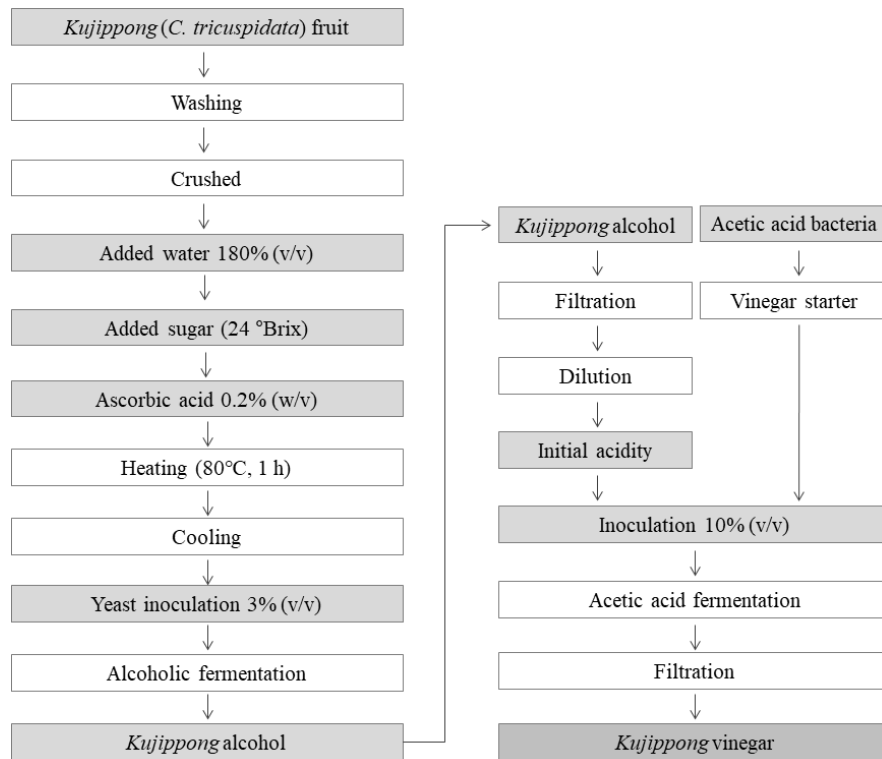 Kujippong (C. tricuspidata) fruit
Washing
Crushed
Added water 180% (v/v)
Added sugar (24 °Brix)
Ascorbic acid 0.2% (w/v)
Heating (80℃, 1 h)
Cooling
Yeast inoculation 3% (v/v)
Alcoholic fermentation
Kujippong alcohol
Kujippong alcohol
Acetic acid bacteria
Filtration
Vinegar starter
Dilution
Initial acidity
Inoculation 10% (v/v)
Acetic acid fermentation
Filtration
Kujippong vinegar